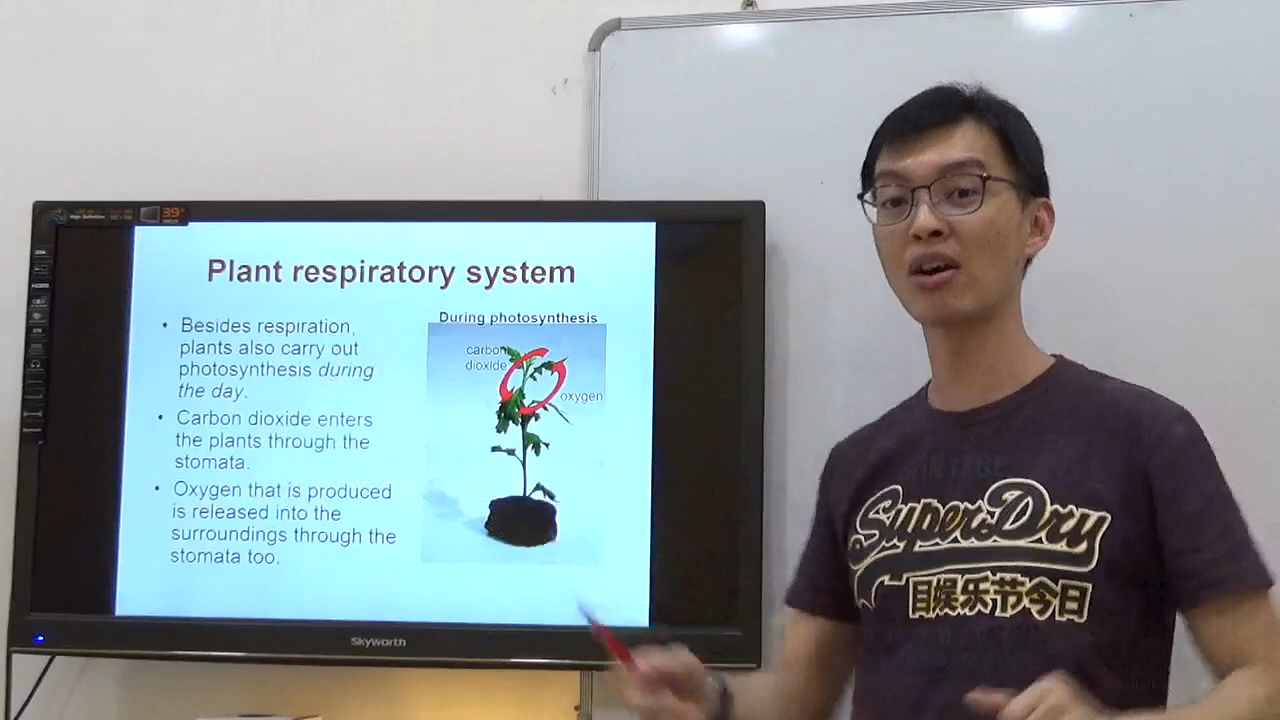 39"
Plant respiratory system
• Besides respiration,
plants also carry out
photosynthesis during
the day.
• Carbon dioxide enters
the plants through the
stomata.
• Oxygen that is produced
is released into the
surroundings through the
stomata too.
During photosynthesis
carbon
dioxide
oxygen
Skyworth
SuperDry
目娱乐节今日